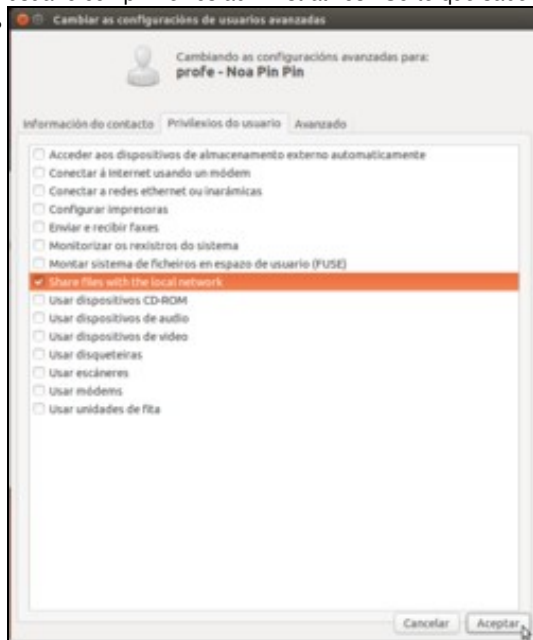 Cambiar as configuracións de usuarios avanzadas
Cambiando as configuracións avanzadas para:
profe - Noa Pin Pin
Información do contacto Privilexios do usuario Avanzado
Acceder aos dispositivos de almacenamento externo automaticamente
Conectar á Internet usando un módem
Conectar a redes ethernet ou inarámicas
Configurar impresoras
Enviar e recibir faxes
Monitorizar os rexistros do sistema
Montar sistema de ficheiros en espazo de usuario (FUSE)
Share files with the local network
Usar dispositivos CD-ROM
Usar dispositivos de audio
Usar dispositivos de video
Usar disqueteiras
Usar escáneres
Usar módems
Usar unidades de fita
Cancelar Aceptar